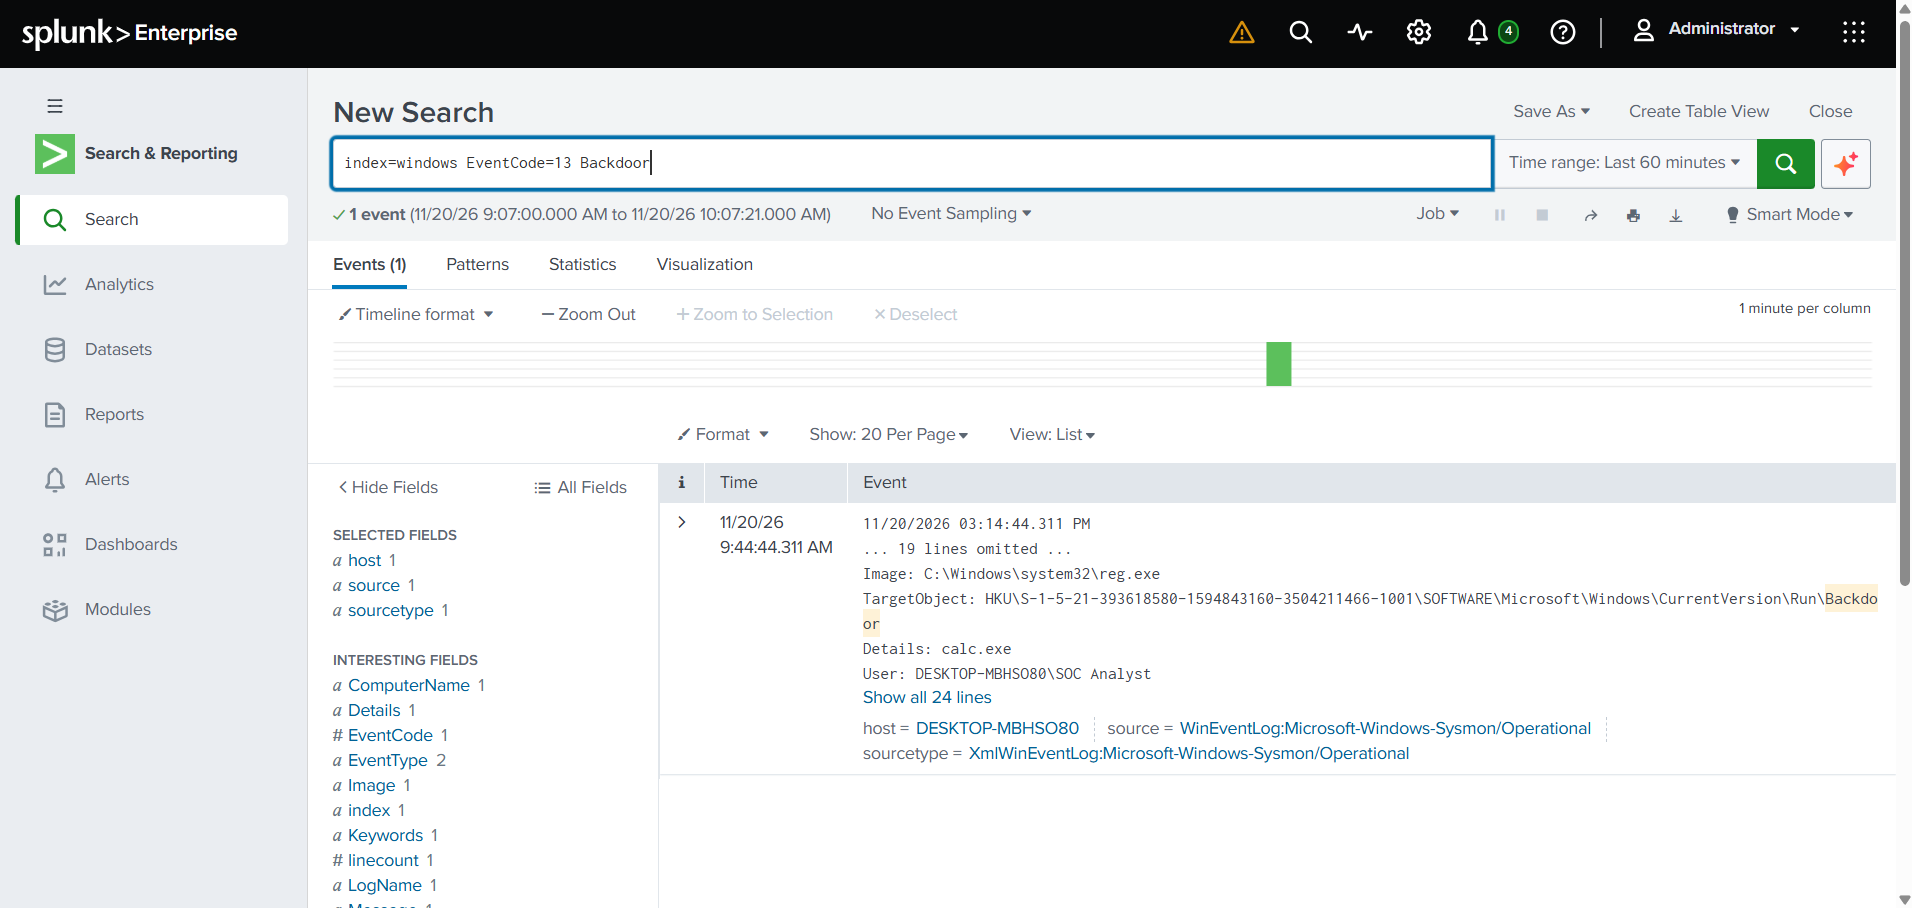 splunk> Enterprise
4
Administrator
Search & Reporting
Search
Analytics
Datasets
Reports
Alerts
Dashboards
Modules
New Search
Save As
Create Table View
Close
index=windows EventCode=13 Backdoor
Time range: Last 60 minutes
1 event (11/20/26 9:07:00.000 AM to 11/20/26 10:07:21.000 AM)
No Event Sampling
Job
Smart Mode
Events (1)
Patterns
Statistics
Visualization
Timeline format
Zoom Out
Zoom to Selection
Deselect
1 minute per column
Format
Show: 20 Per Page
View: List
Hide Fields
All Fields
SELECTED FIELDS
a host 1
a source 1
a sourcetype 1
INTERESTING FIELDS
a ComputerName 1
a Details 1
# EventCode 1
a EventType 2
a Image 1
a index 1
a Keywords 1
# linecount 1
a LogName 1
i
Time
Event
11/20/26
9:44:44.311 AM
11/20/2026 03:14:44.311 PM
... 19 lines omitted ...
Image: C:\Windows\system32\reg.exe
TargetObject: HKU\S-1-5-21-393618580-1594843160-3504211466-1001\SOFTWARE\Microsoft\Windows\CurrentVersion\Run\Backdo
or
Details: calc.exe
User: DESKTOP-MBHSO80\SOC Analyst
Show all 24 lines
host = DESKTOP-MBHSO80
source = WinEventLog:Microsoft-Windows-Sysmon/Operational
sourcetype = XmlWinEventLog:Microsoft-Windows-Sysmon/Operational